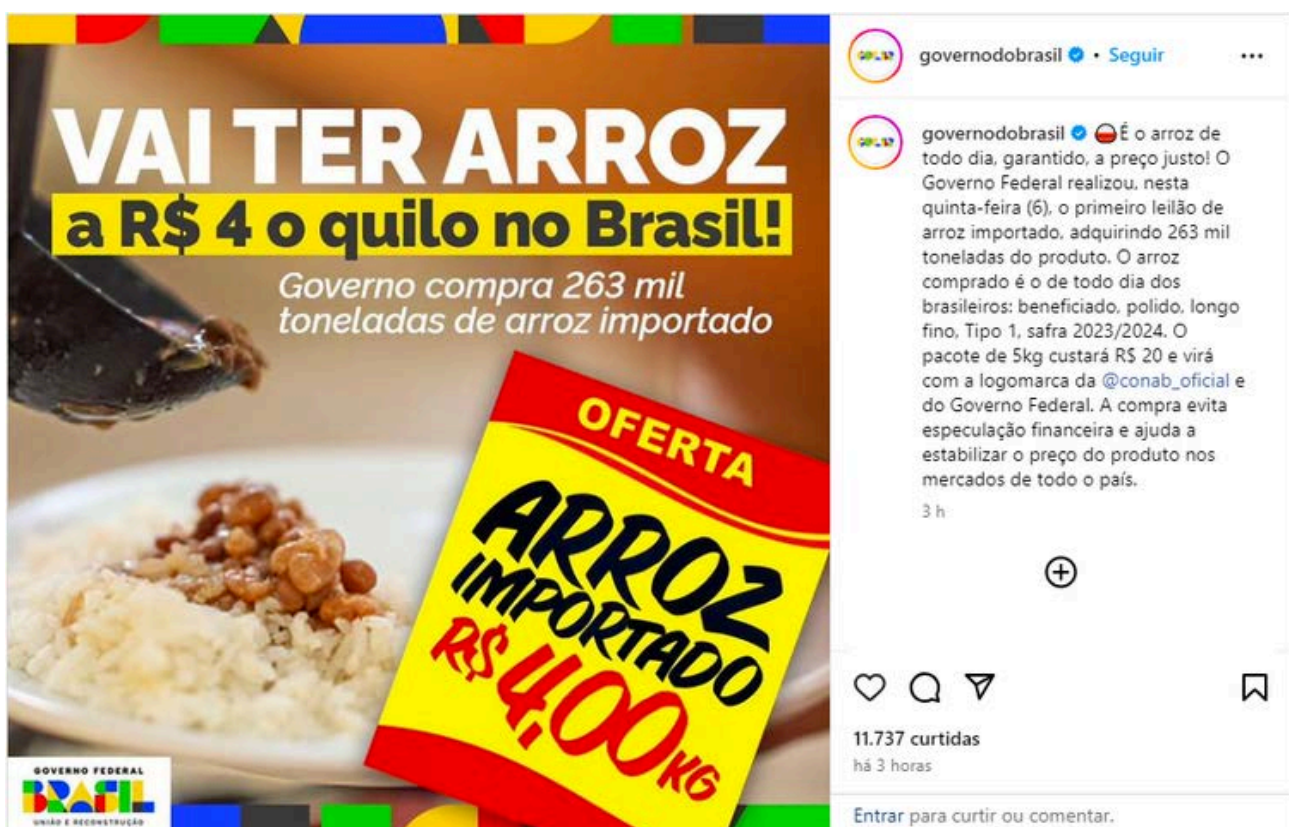 VAI TER ARROZ
a R$ 4 o quilo no Brasil!
Governo compra 263 mil
toneladas de arroz importado
OFERTA
ARROZ
IMPORTADO
R$ 4,00 KG
GOVERNO FEDERAL
BRASIL
UNIÃO E RECONSTRUÇÃO
governodobrasil • Seguir
governodobrasil É o arroz de
todo dia, garantido, a preço justo! O
Governo Federal realizou, nesta
quinta-feira (6), o primeiro leilão de
arroz importado, adquirindo 263 mil
toneladas do produto. O arroz
comprado é o de todo dia dos
brasileiros: beneficiado, polido, longo
fino, Tipo 1, safra 2023/2024. O
pacote de 5kg custará R$ 20 e virá
com a logomarca da @conab_oficial e
do Governo Federal. A compra evita
especulação financeira e ajuda a
estabilizar o preço do produto nos
mercados de todo o país.
3 h
11.737 curtidas
há 3 horas
Entrar para curtir ou comentar.